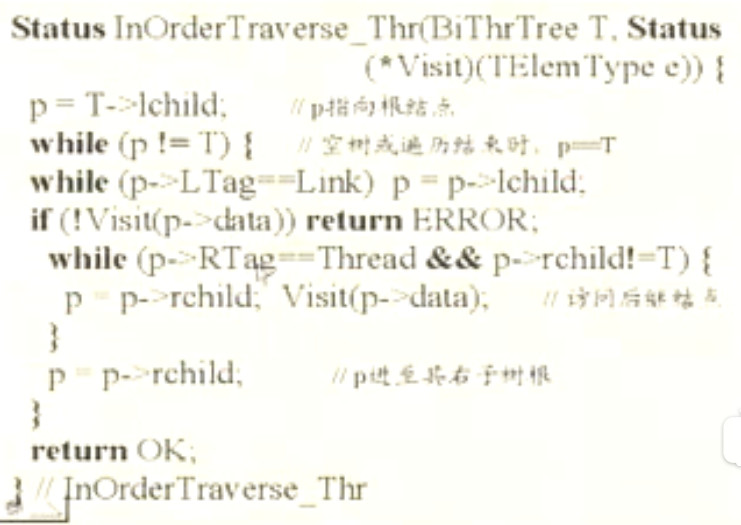 Status InOrderTraverse_Thr(BiThrTree T, Status
(*Visit)(TElemType e)) {
p = T->lchild; // p指向根结点
while (p != T) { // 空树或遍历结束时，p==T
while (p->LTag==Link) p = p->lchild;
if (!Visit(p->data)) return ERROR;
while (p->RTag==Thread && p->rchild!=T) {
p = p->rchild; Visit(p->data); // 访问后继结点
}
p = p->rchild; // p进至其右子树根
}
return OK;
} // InOrderTraverse_Thr